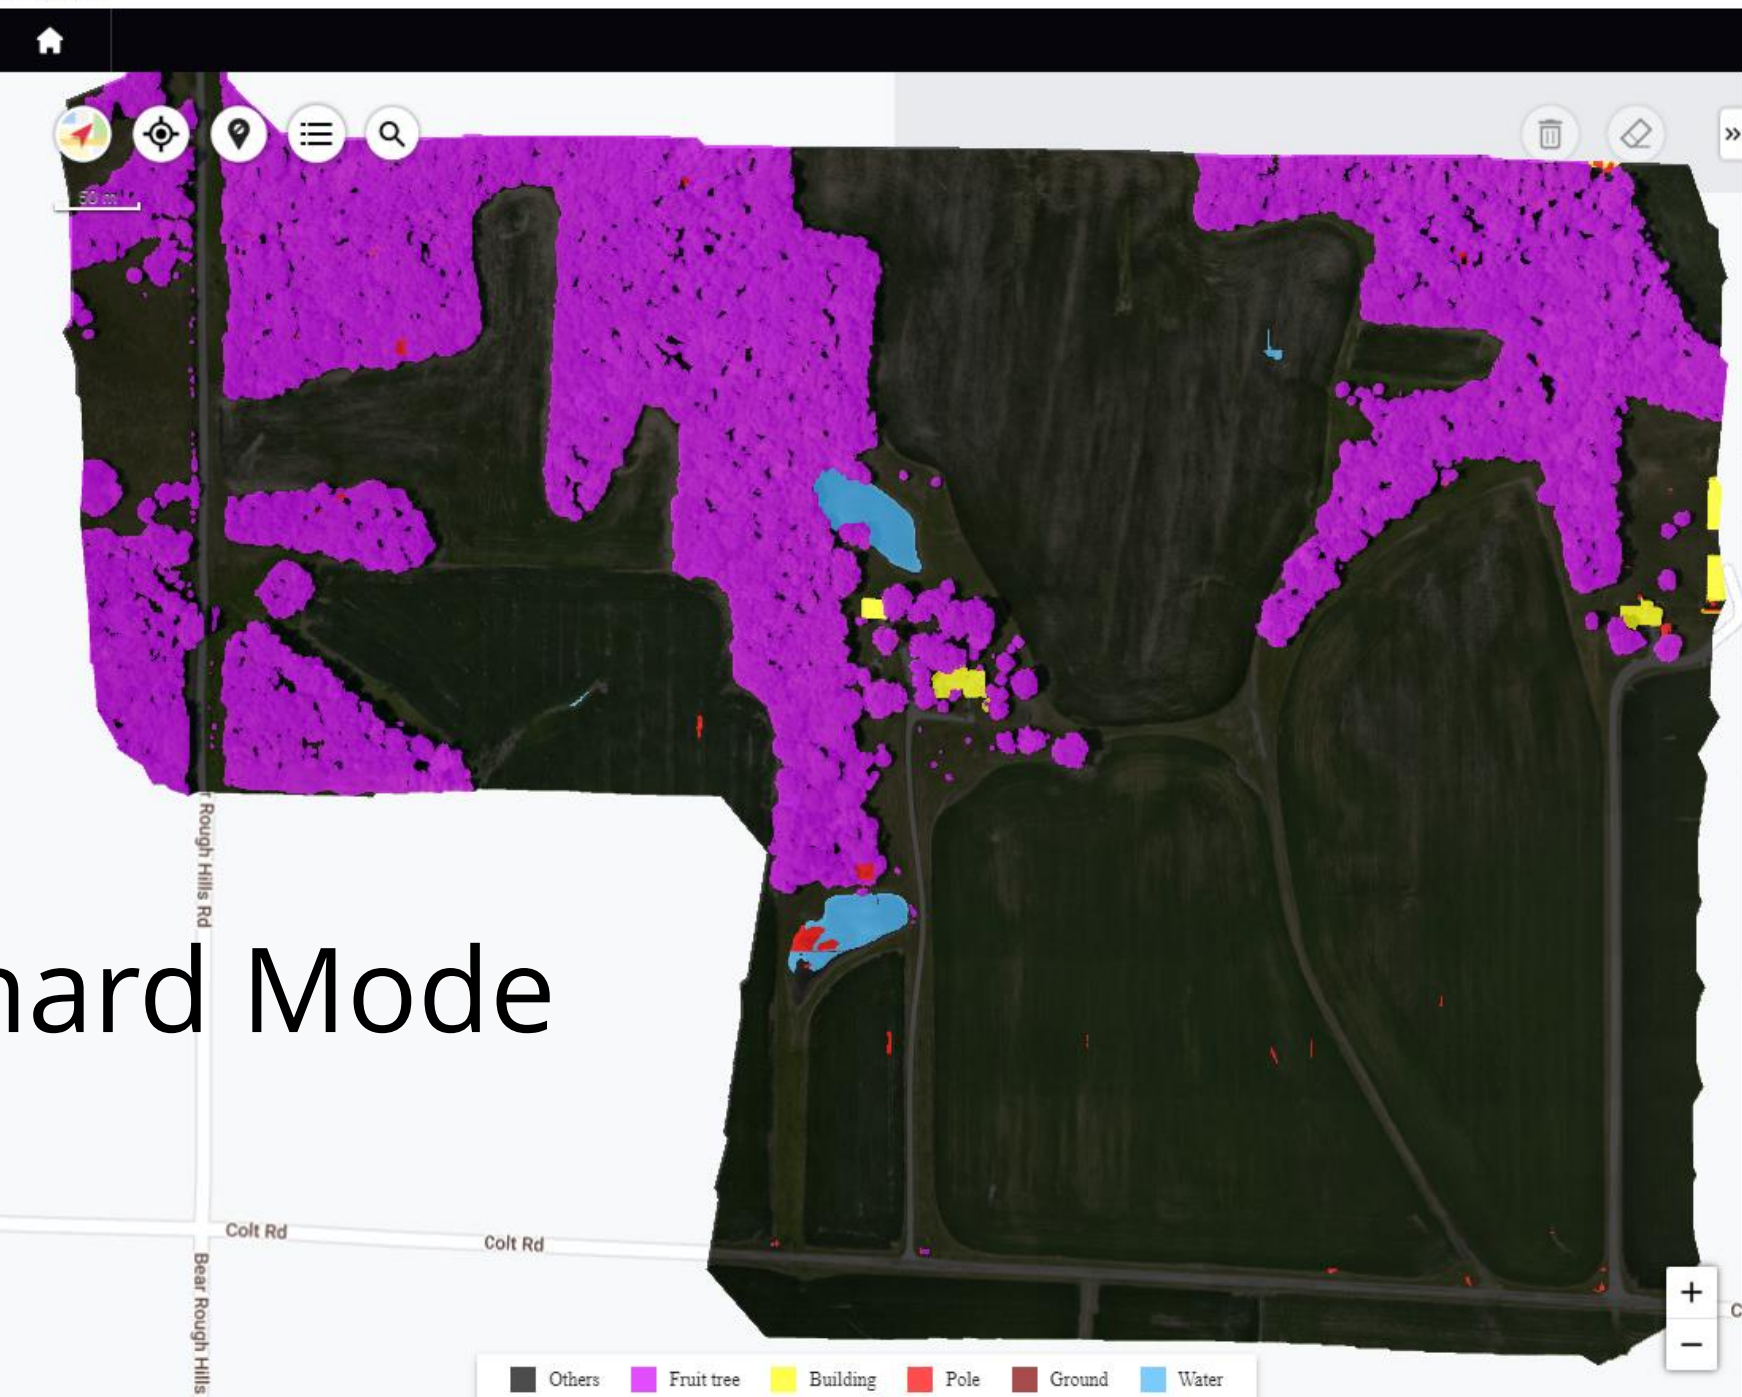 50 m
Rough Hills Rd
hard Mode
Colt Rd
Colt Rd
Bear Rough Hills
Others Fruit tree Building Pole Ground Water